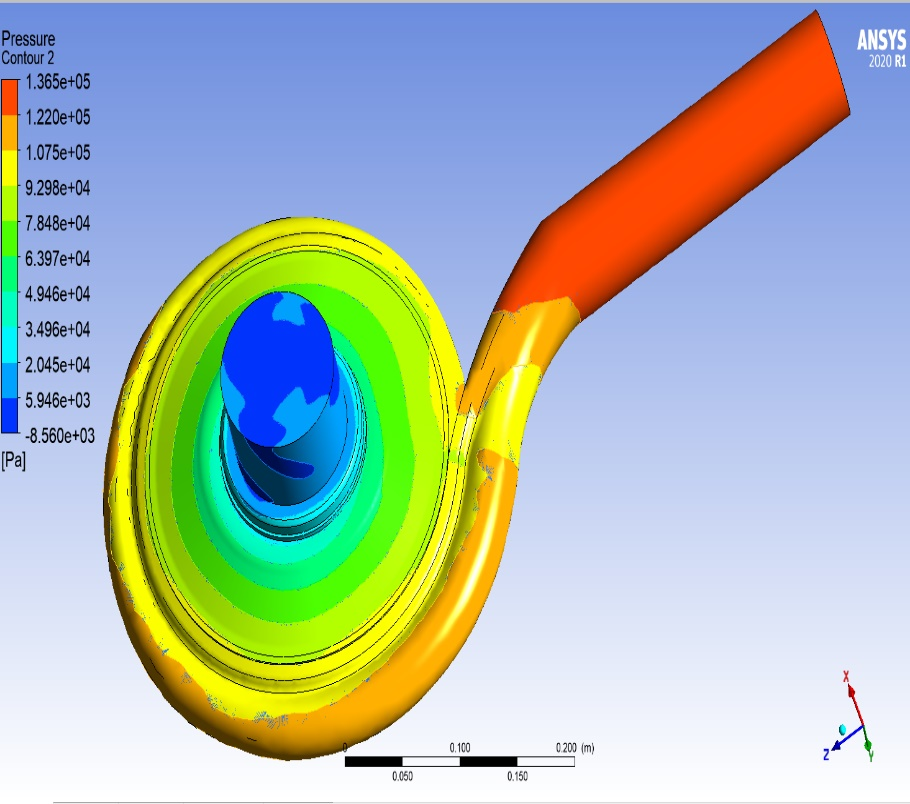 Pressure
Contour 2
1.365e+05
1.220e+05
1.075e+05
9.298e+04
7.848e+04
6.397e+04
4.946e+04
3.496e+04
2.045e+04
5.946e+03
-8.560e+03
[Pa]
ANSYS
2020 R1
0 0.100 0.200 (m)
0.050 0.150
X
Z
Y